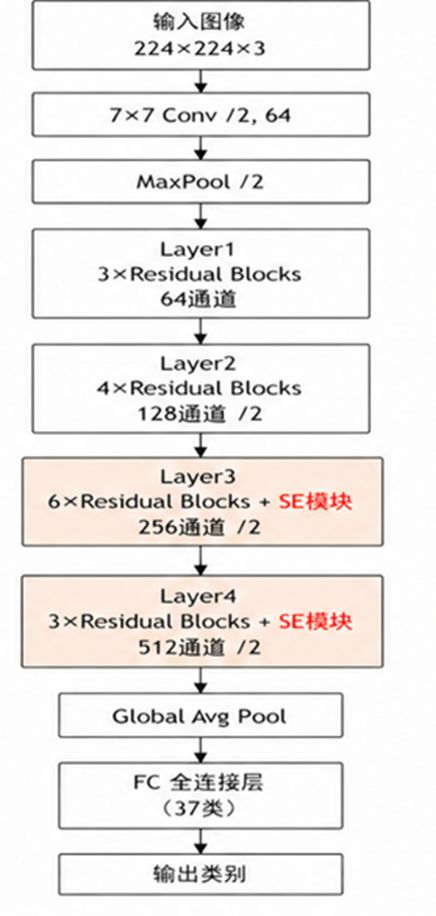 输入图像
224×224×3
7×7 Conv /2, 64
MaxPool /2
Layer1
3×Residual Blocks
64通道
Layer2
4×Residual Blocks
128通道 /2
Layer3
6×Residual Blocks + SE模块
256通道 /2
Layer4
3×Residual Blocks + SE模块
512通道 /2
Global Avg Pool
FC 全连接层
（37类）
输出类别